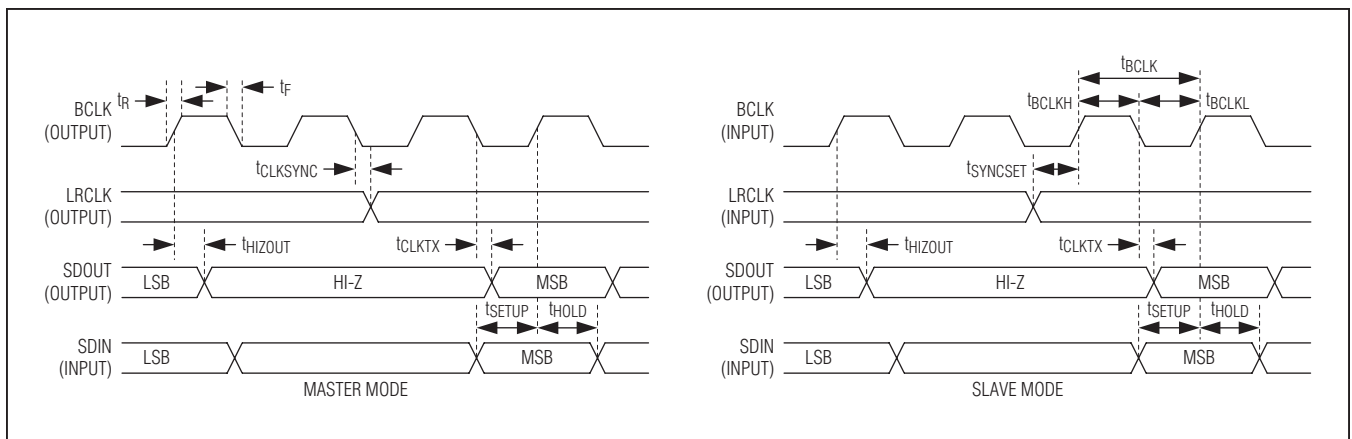 tR
tF
BCLK
(OUTPUT)
tCLKSYNC
LRCLK
(OUTPUT)
tHIZOUT
tCLKTX
SDOUT
(OUTPUT)
LSB
HI-Z
MSB
tSETUP
tHOLD
SDIN
(INPUT)
LSB
MSB
MASTER MODE
tBCLK
tBCLKH
tBCLKL
BCLK
(INPUT)
tSYNCSET
LRCLK
(INPUT)
tHIZOUT
tCLKTX
SDOUT
(OUTPUT)
LSB
HI-Z
MSB
tSETUP
tHOLD
SDIN
(INPUT)
LSB
MSB
SLAVE MODE